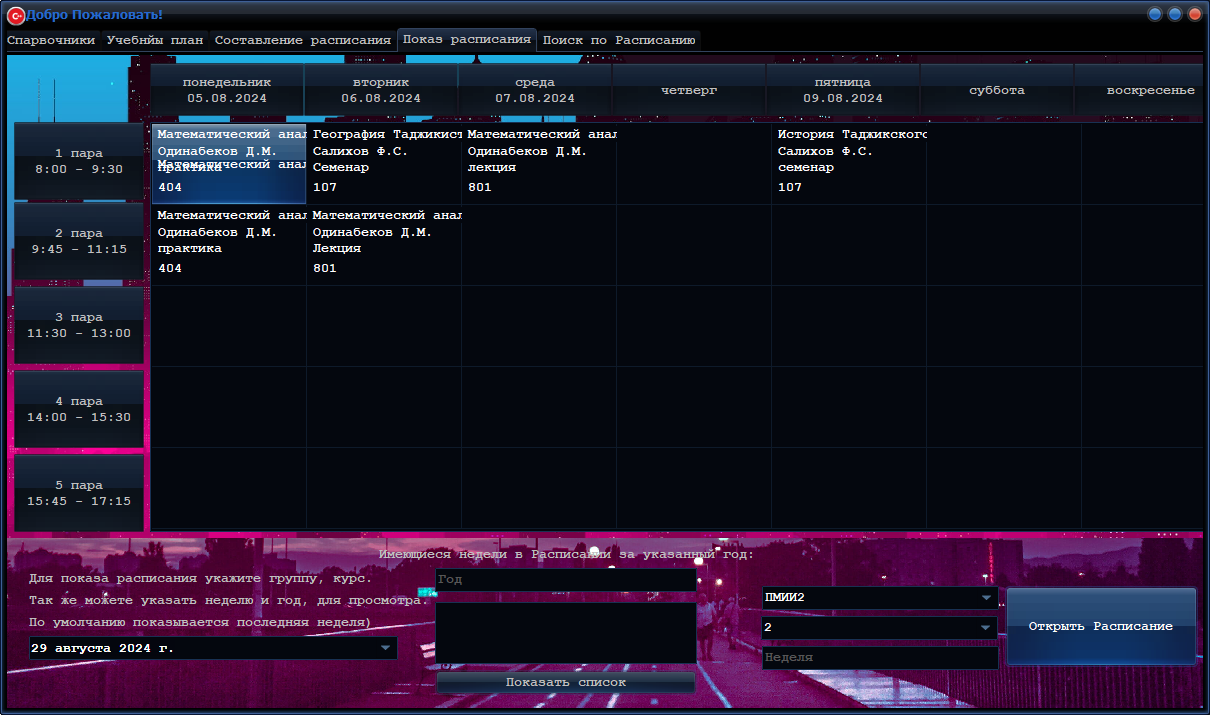 Добро Пожаловать!
Спарвочники Учебнйы план Составление расписания Показ расписания Поиск по Расписанию
понедельник
05.08.2024
вторник
06.08.2024
среда
07.08.2024
четверг
пятница
09.08.2024
суббота
воскресенье
1 пара
8:00 - 9:30
Математический анал
Одинабеков Д.М.
практика
Математический анал
404
География Таджикист
Салихов Ф.С.
Семенар
107
Математический анал
Одинабеков Д.М.
лекция
801
История Таджикского
Салихов Ф.С.
семенар
107
2 пара
9:45 - 11:15
Математический анал
Одинабеков Д.М.
практика
404
Математический анал
Одинабеков Д.М.
Лекция
801
3 пара
11:30 - 13:00
4 пара
14:00 - 15:30
5 пара
15:45 - 17:15
Имеющиеся недели в Расписании за указанный год:
Для показа расписания укажите группу, курс.
Так же можете указать неделю и год, для просмотра.
По умолчанию показывается последняя неделя)
29 августа 2024 г.
Год
Показать список
ПМИИ2
2
Неделя
Открыть Расписание